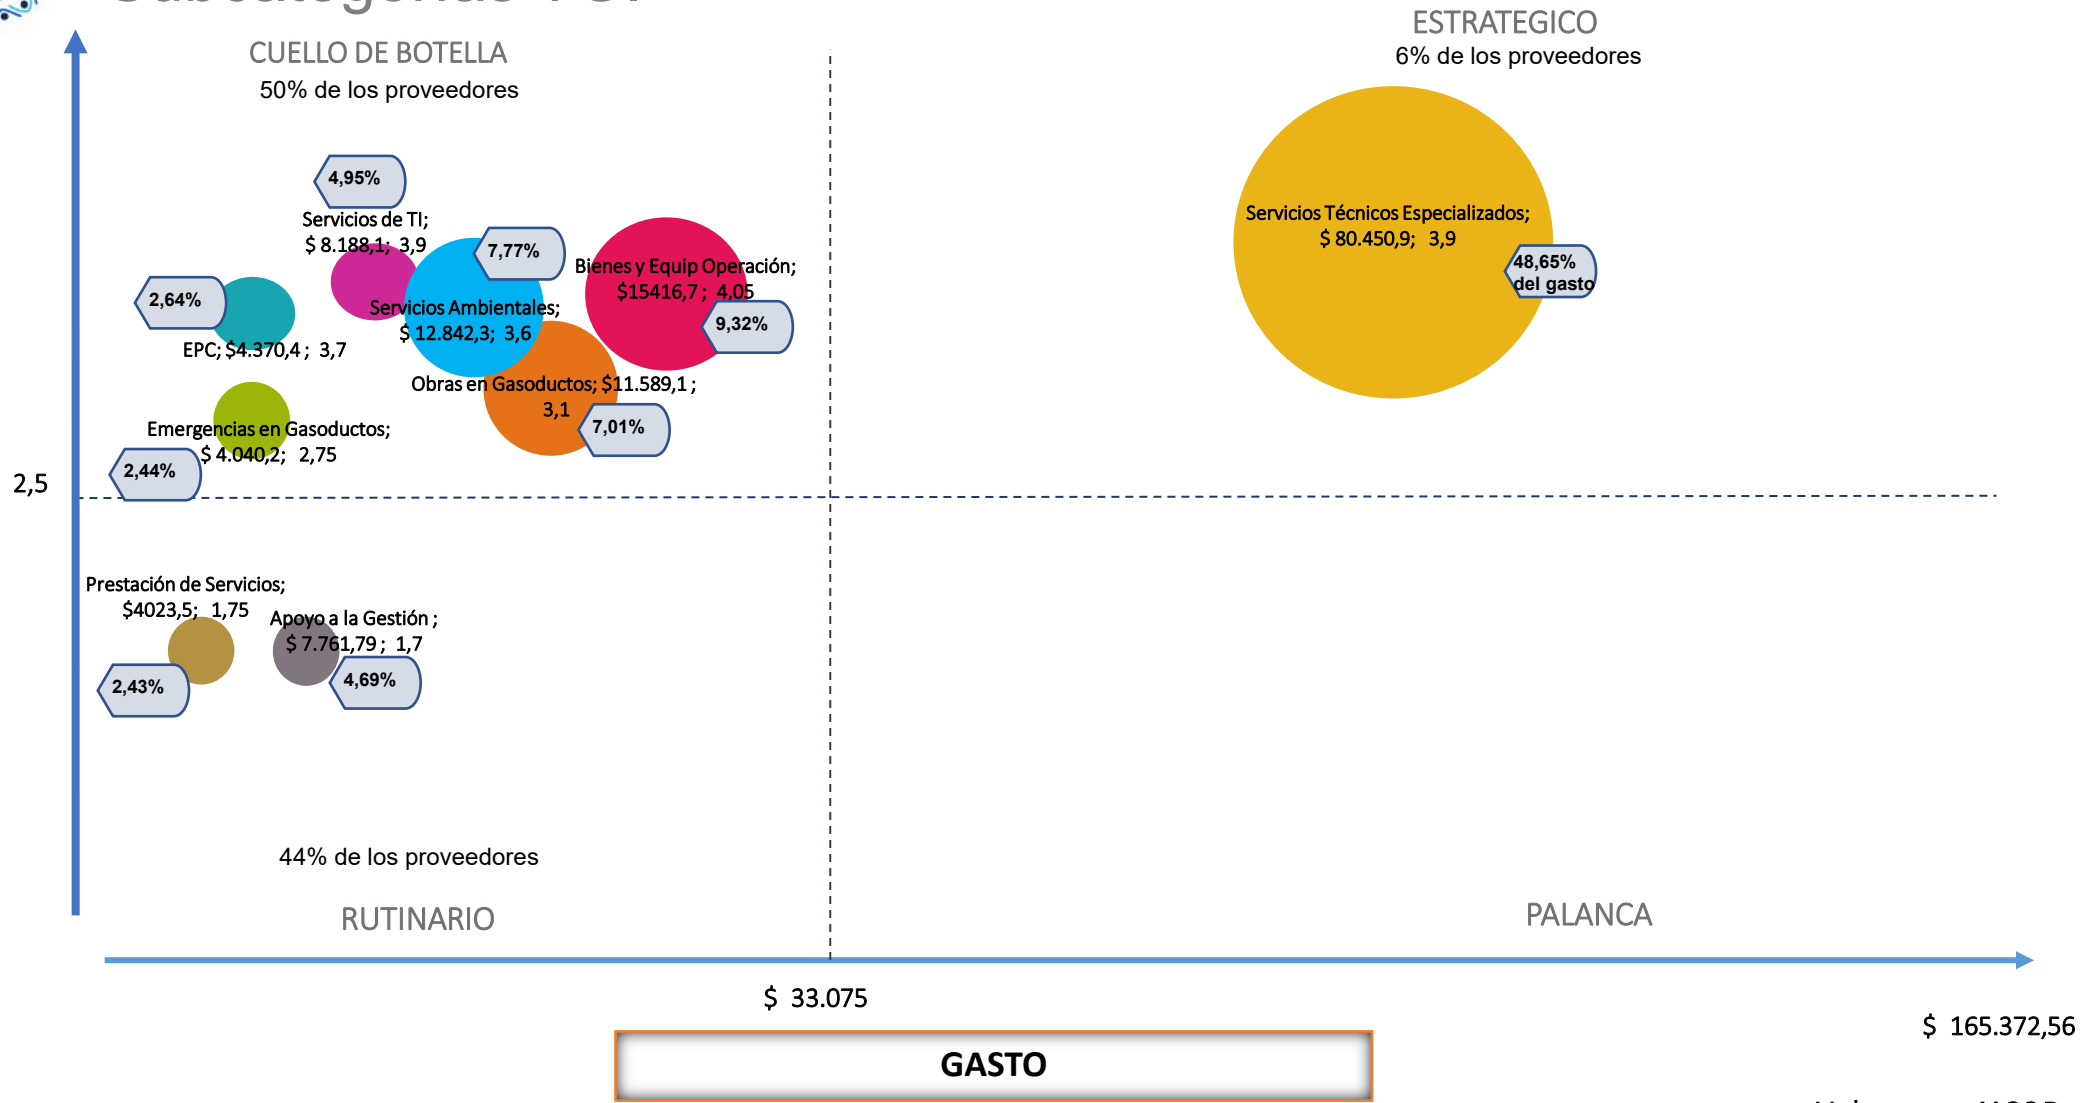 ESTRATEGICO
6% de los proveedores
CUELLO DE BOTELLA
50% de los proveedores
4,95%
Servicios de TI;
$ 8.188,1; 3,9
7,77%
2,64%
EPC; $4.370,4 ; 3,7
Servicios Ambientales;
$ 12.842,3; 3,6
Bienes y Equip Operación;
$15416,7 ; 4,05
9,32%
Servicios Técnicos Especializados;
$ 80.450,9; 3,9
48,65%
del gasto
Obras en Gasoductos; $11.589,1 ;
3,1
7,01%
Emergencias en Gasoductos;
$ 4.040,2; 2,75
2,44%
2,5
Prestación de Servicios;
$4023,5; 1,75
2,43%
Apoyo a la Gestión ;
$ 7.761,79 ; 1,7
4,69%
44% de los proveedores
RUTINARIO
PALANCA
$ 33.075
$ 165.372,56
GASTO